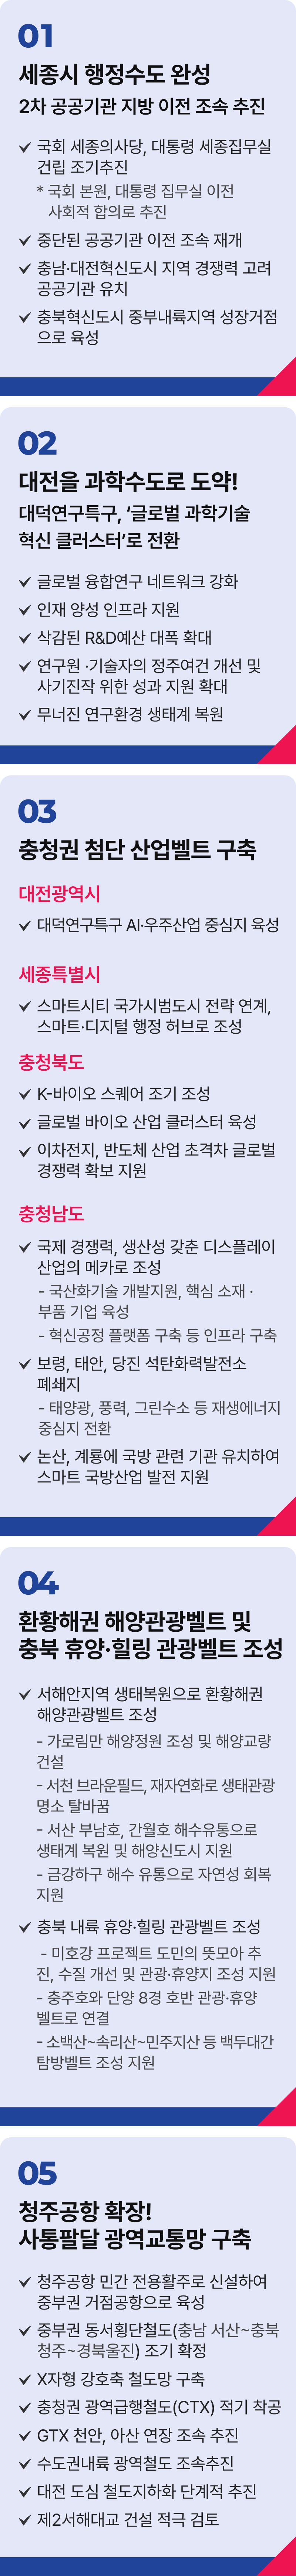 01
세종시 행정수도 완성
2차 공공기관 지방 이전 조속 추진
✓ 국회 세종의사당, 대통령 세종집무실
건립 조기추진
* 국회 본원, 대통령 집무실 이전
사회적 합의로 추진
✓ 중단된 공공기관 이전 조속 재개
✓ 충남·대전혁신도시 지역 경쟁력 고려
공공기관 유치
✓ 충북혁신도시 중부내륙지역 성장거점
으로 육성
02
대전을 과학수도로 도약!
대덕연구특구, ‘글로벌 과학기술
혁신 클러스터’로 전환
✓ 글로벌 융합연구 네트워크 강화
✓ 인재 양성 인프라 지원
✓ 삭감된 R&D예산 대폭 확대
✓ 연구원 ·기술자의 정주여건 개선 및
사기진작 위한 성과 지원 확대
✓ 무너진 연구환경 생태계 복원
03
충청권 첨단 산업벨트 구축
대전광역시
✓ 대덕연구특구 AI·우주산업 중심지 육성
세종특별시
✓ 스마트시티 국가시범도시 전략 연계,
스마트·디지털 행정 허브로 조성
충청북도
✓ K-바이오 스퀘어 조기 조성
✓ 글로벌 바이오 산업 클러스터 육성
✓ 이차전지, 반도체 산업 초격차 글로벌
경쟁력 확보 지원
충청남도
✓ 국제 경쟁력, 생산성 갖춘 디스플레이
산업의 메카로 조성
- 국산화기술 개발지원, 핵심 소재 ·
부품 기업 육성
- 혁신공정 플랫폼 구축 등 인프라 구축
✓ 보령, 태안, 당진 석탄화력발전소
폐쇄지
- 태양광, 풍력, 그린수소 등 재생에너지
중심지 전환
✓ 논산, 계룡에 국방 관련 기관 유치하여
스마트 국방산업 발전 지원
04
환황해권 해양관광벨트 및
충북 휴양·힐링 관광벨트 조성
✓ 서해안지역 생태복원으로 환황해권
해양관광벨트 조성
- 가로림만 해양정원 조성 및 해양교량
건설
- 서천 브라운필드, 재자연화로 생태관광
명소 탈바꿈
- 서산 부남호, 간월호 해수유통으로
생태계 복원 및 해양신도시 지원
- 금강하구 해수 유통으로 자연성 회복
지원
✓ 충북 내륙 휴양·힐링 관광벨트 조성
- 미호강 프로젝트 도민의 뜻모아 추
진, 수질 개선 및 관광·휴양지 조성 지원
- 충주호와 단양 8경 호반 관광·휴양
벨트로 연결
- 소백산~속리산~민주지산 등 백두대간
탐방벨트 조성 지원
05
청주공항 확장!
사통팔달 광역교통망 구축
✓ 청주공항 민간 전용활주로 신설하여
중부권 거점공항으로 육성
✓ 중부권 동서횡단철도(충남 서산~충북
청주~경북울진) 조기 확정
✓ X자형 강호축 철도망 구축
✓ 충청권 광역급행철도(CTX) 적기 착공
✓ GTX 천안, 아산 연장 조속 추진
✓ 수도권내륙 광역철도 조속추진
✓ 대전 도심 철도지하화 단계적 추진
✓ 제2서해대교 건설 적극 검토